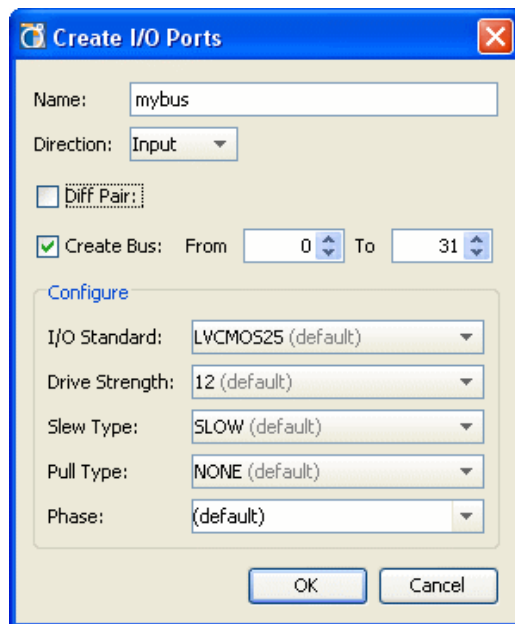 Create I/O Ports
Name: mybus
Direction: Input
Diff Pair:
Create Bus: From 0 To 31
Configure
I/O Standard: LVCMOS25 (default)
Drive Strength: 12 (default)
Slew Type: SLOW (default)
Pull Type: NONE (default)
Phase: (default)
OK Cancel